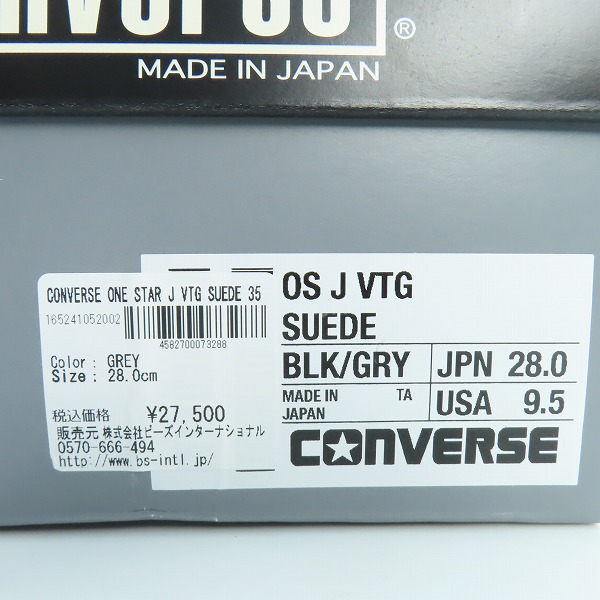 ®
MADE IN JAPAN
CONVERSE ONE STAR J VTG SUEDE 35
165241052002
4582700073288
Color : GREY
Size : 28.0cm
税込価格 ¥27,500
販売元 株式会社ビーズインターナショナル
0570-666-494
http://www.bs-intl.jp/
OS J VTG
SUEDE
BLK/GRY JPN 28.0
MADE IN JAPAN TA USA 9.5
CONVERSE